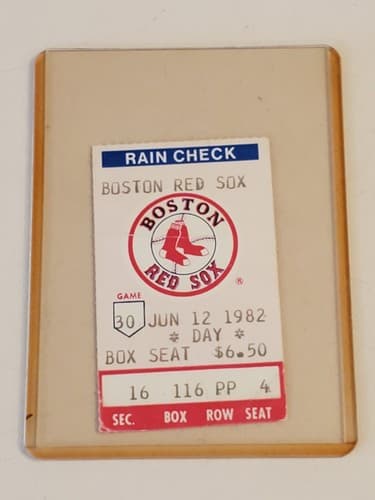 RAIN CHECK
BOSTON RED SOX
BOSTON
RED SOX ®
GAME
30 JUN 12 1982
* DAY *
BOX SEAT $6.50
16 116 PP 4
SEC. BOX ROW SEAT